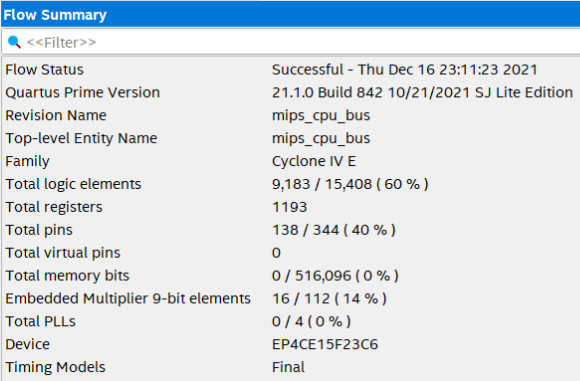 Flow Summary
<<Filter>>
Flow Status Successful - Thu Dec 16 23:11:23 2021
Quartus Prime Version 21.1.0 Build 842 10/21/2021 SJ Lite Edition
Revision Name mips_cpu_bus
Top-level Entity Name mips_cpu_bus
Family Cyclone IV E
Total logic elements 9,183 / 15,408 ( 60 % )
Total registers 1193
Total pins 138 / 344 ( 40 % )
Total virtual pins 0
Total memory bits 0 / 516,096 ( 0 % )
Embedded Multiplier 9-bit elements 16 / 112 ( 14 % )
Total PLLs 0 / 4 ( 0 % )
Device EP4CE15F23C6
Timing Models Final